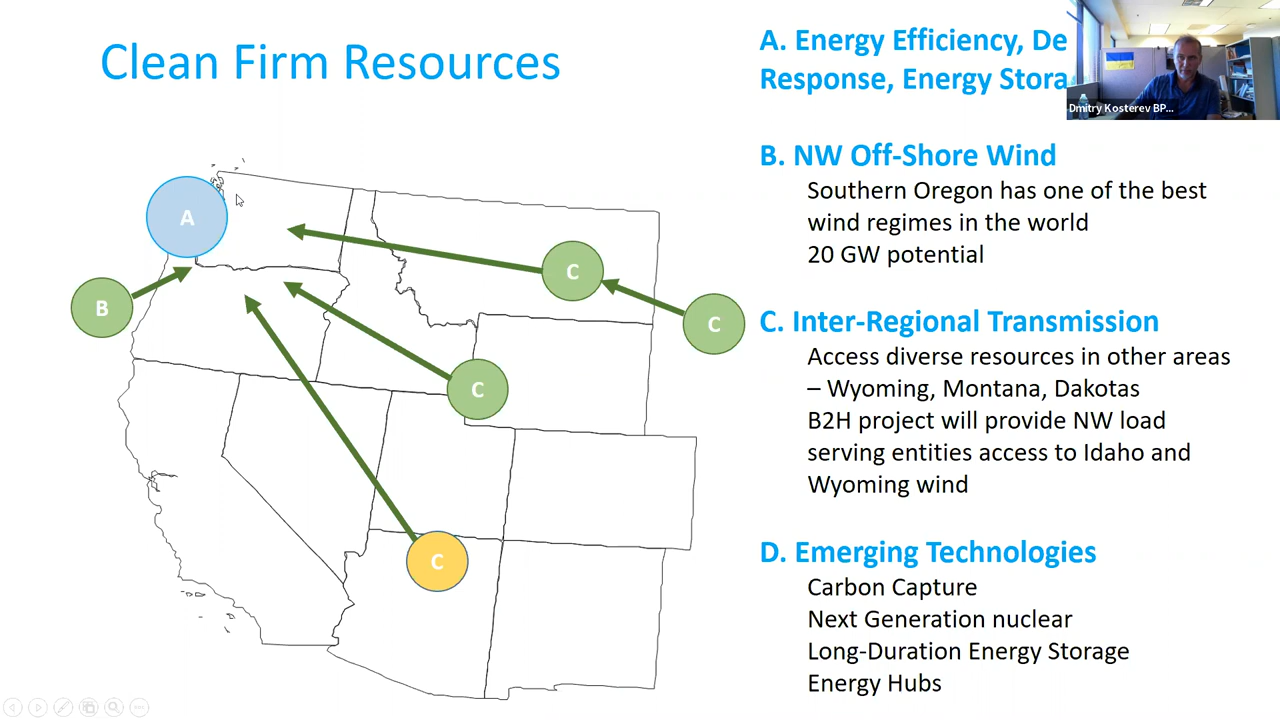 Clean Firm Resources
A. Energy Efficiency, De
Response, Energy Stora
Dmitry Kosterev BP...
B. NW Off-Shore Wind
Southern Oregon has one of the best
wind regimes in the world
20 GW potential
C. Inter-Regional Transmission
Access diverse resources in other areas
– Wyoming, Montana, Dakotas
B2H project will provide NW load
serving entities access to Idaho and
Wyoming wind
D. Emerging Technologies
Carbon Capture
Next Generation nuclear
Long-Duration Energy Storage
Energy Hubs
A
B
C
C
C
C